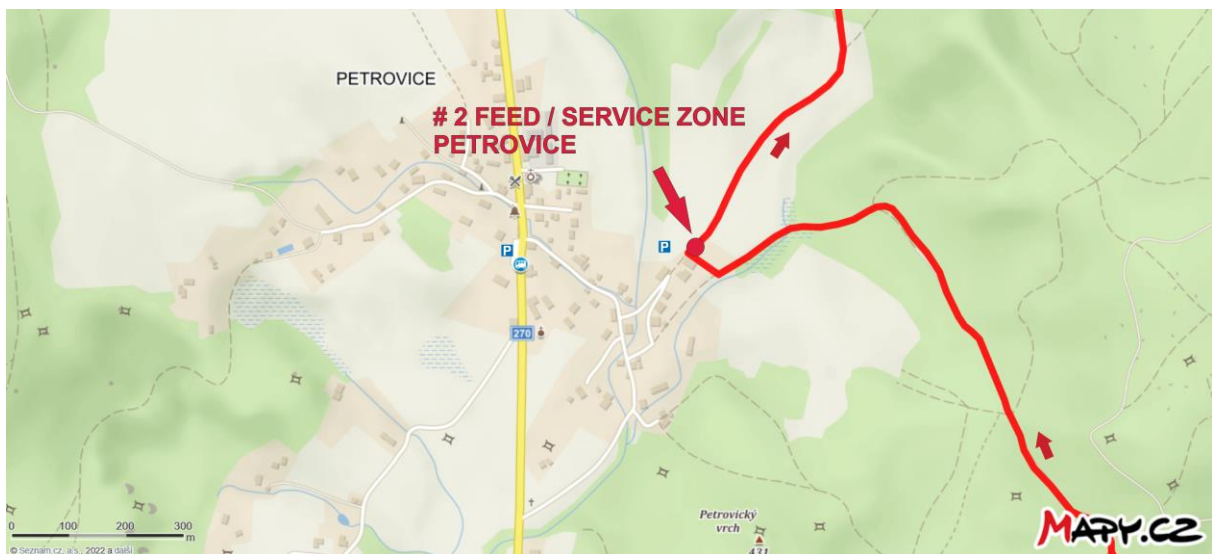 PETROVICE
# 2 FEED / SERVICE ZONE
PETROVICE
P
P
270
Petrovický
vrch
431
0 100 200 300
m
© Seznam.cz, a.s., 2022 a další
MAPY.CZ